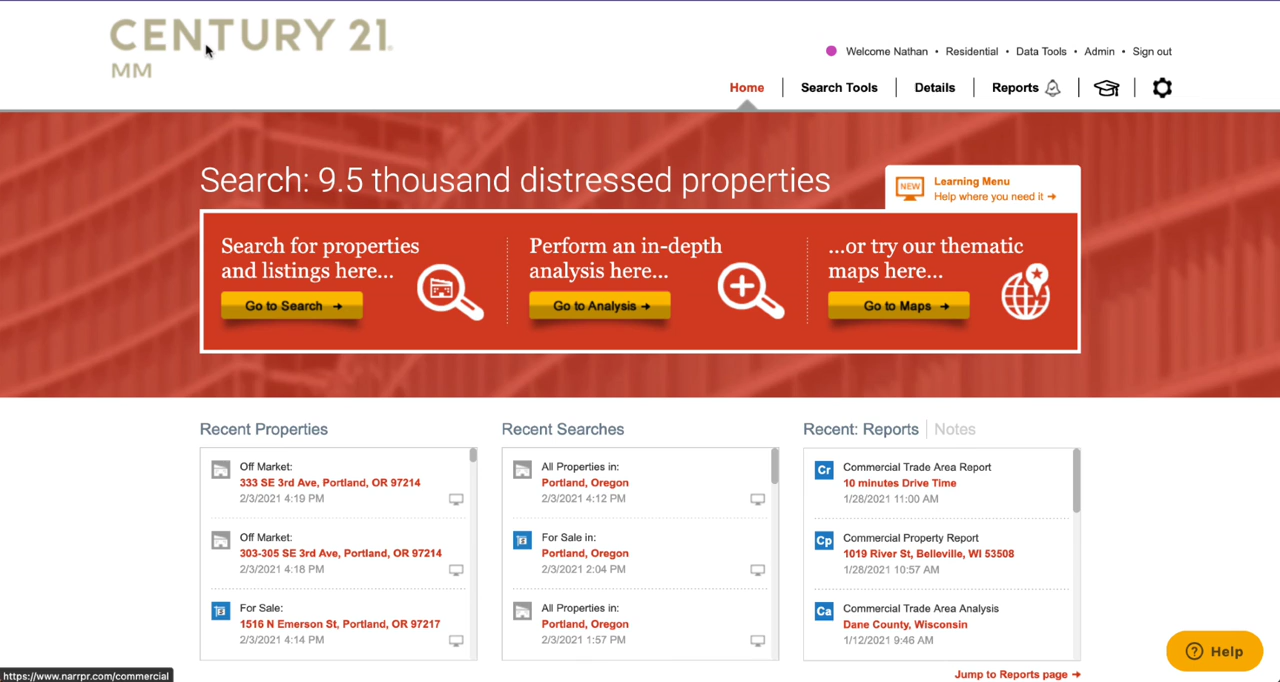 CENTURY 21.
MM
Welcome Nathan • Residential • Data Tools • Admin • Sign out
Home
Search Tools
Details
Reports
Search: 9.5 thousand distressed properties
NEW
Learning Menu
Help where you need it →
Search for properties
and listings here...
Go to Search →
Perform an in-depth
analysis here...
Go to Analysis →
...or try our thematic
maps here...
Go to Maps →
Recent Properties
Off Market:
333 SE 3rd Ave, Portland, OR 97214
2/3/2021 4:19 PM
Off Market:
303-305 SE 3rd Ave, Portland, OR 97214
2/3/2021 4:18 PM
For Sale:
1516 N Emerson St, Portland, OR 97217
2/3/2021 4:14 PM
Recent Searches
All Properties in:
Portland, Oregon
2/3/2021 4:12 PM
For Sale in:
Portland, Oregon
2/3/2021 2:04 PM
All Properties in:
Portland, Oregon
2/3/2021 1:57 PM
Recent: Reports | Notes
Cr
Commercial Trade Area Report
10 minutes Drive Time
1/28/2021 11:00 AM
Cp
Commercial Property Report
1019 River St, Belleville, WI 53508
1/28/2021 10:57 AM
Ca
Commercial Trade Area Analysis
Dane County, Wisconsin
1/12/2021 9:46 AM
Jump to Reports page →
? Help
https://www.narrpr.com/commercial